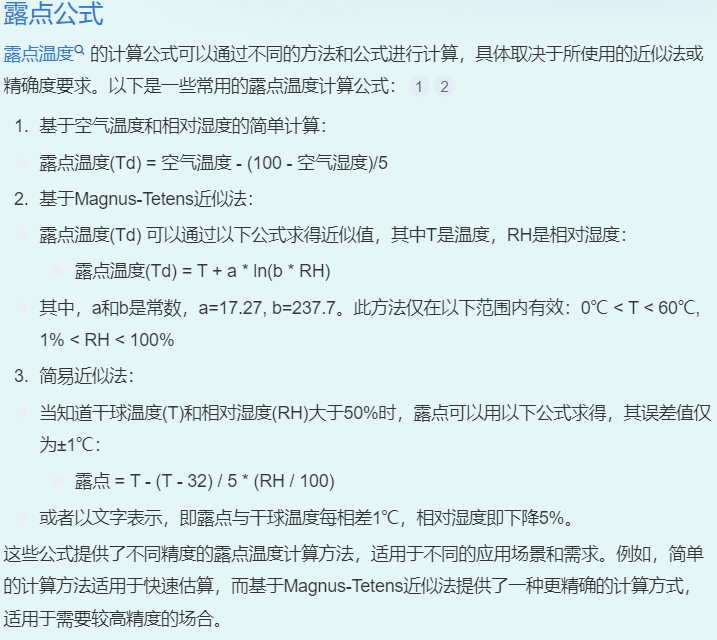 露点公式
露点温度 的计算公式可以通过不同的方法和公式进行计算，具体取决于所使用的近似法或
精确度要求。以下是一些常用的露点温度计算公式： 1 2
1. 基于空气温度和相对湿度的简单计算：
露点温度(Td) = 空气温度 - (100 - 空气湿度)/5
2. 基于Magnus-Tetens近似法：
露点温度(Td) 可以通过以下公式求得近似值，其中T是温度，RH是相对湿度：
露点温度(Td) = T + a * ln(b * RH)
其中，a和b是常数，a=17.27, b=237.7。此方法仅在以下范围内有效：0℃ < T < 60℃,
1% < RH < 100%
3. 简易近似法：
当知道干球温度(T)和相对湿度(RH)大于50%时，露点可以用以下公式求得，其误差值仅
为±1℃：
露点 = T - (T - 32) / 5 * (RH / 100)
或者以文字表示，即露点与干球温度每相差1℃，相对湿度即下降5%。
这些公式提供了不同精度的露点温度计算方法，适用于不同的应用场景和需求。例如，简单
的计算方法适用于快速估算，而基于Magnus-Tetens近似法提供了一种更精确的计算方式，
适用于需要较高精度的场合。